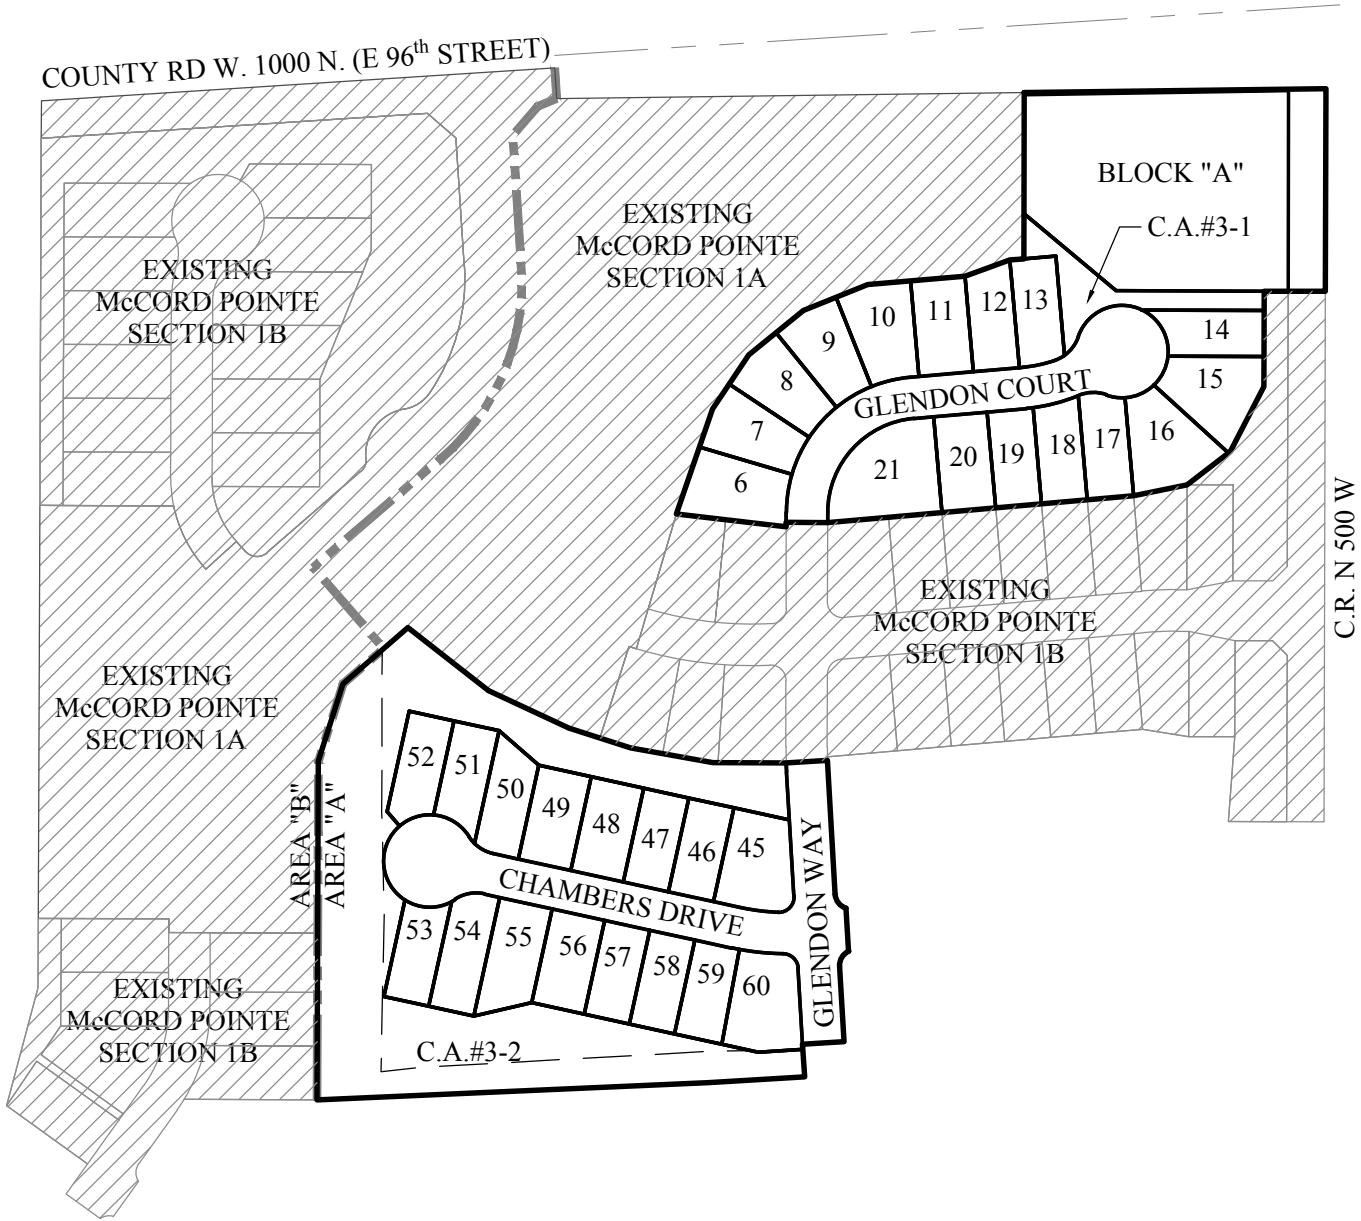 COUNTY RD W. 1000 N. (E 96th STREET)
BLOCK "A"
C.A.#3-1
EXISTING
McCORD POINTE
SECTION 1A
EXISTING
McCORD POINTE
SECTION 1B
6
7
8
9
10
11
12
13
14
15
16
17
18
19
20
21
GLENDON COURT
C.R. N 500 W
EXISTING
McCORD POINTE
SECTION 1B
EXISTING
McCORD POINTE
SECTION 1A
AREA "B"
AREA "A"
52
51
50
49
48
47
46
45
CHAMBERS DRIVE
GLENDON WAY
53
54
55
56
57
58
59
60
C.A.#3-2
EXISTING
McCORD POINTE
SECTION 1B